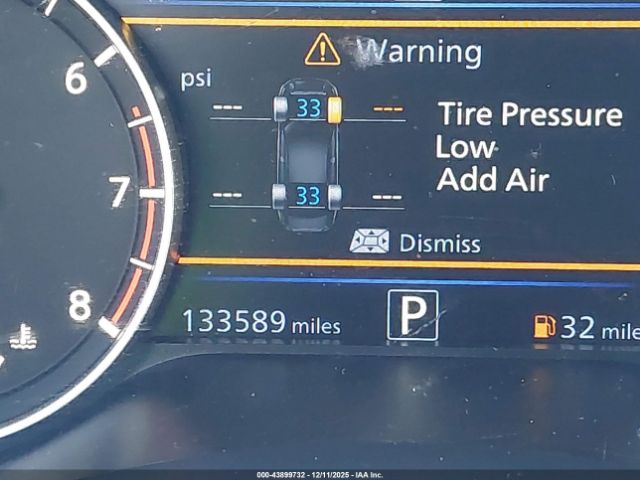 6
7
8
Warning
psi
--- 33 ---
Tire Pressure
Low
Add Air
--- 33 ---
Dismiss
133589 miles
P
32 mile
000-43899732 - 12/11/2025 - IAA Inc.